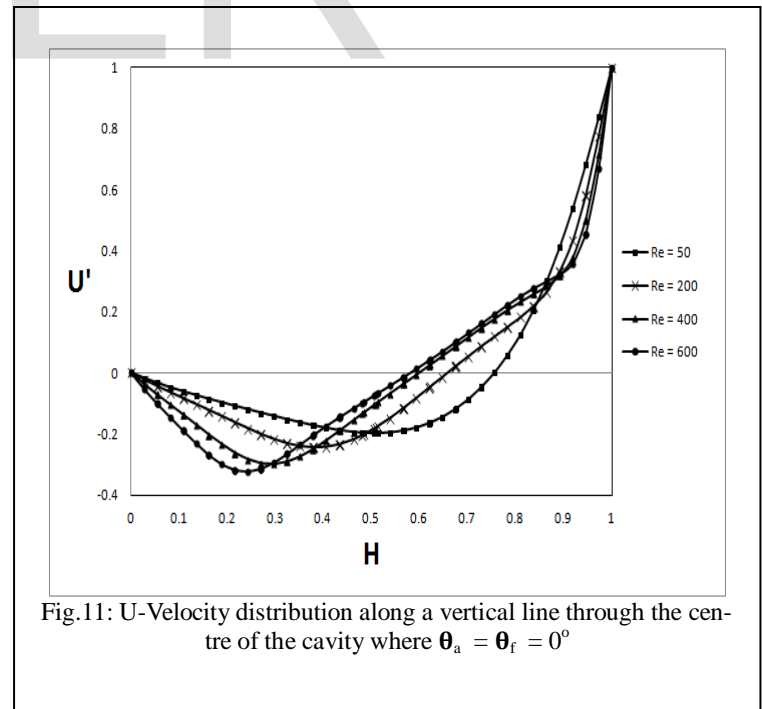 ER
1
0.8
0.6
0.4
0.2
0
-0.2
-0.4
U'
0 0.1 0.2 0.3 0.4 0.5 0.6 0.7 0.8 0.9 1
H
Re = 50
Re = 200
Re = 400
Re = 600
Fig.11: U-Velocity distribution along a vertical line through the cen-
tre of the cavity where θa = θf = 0o